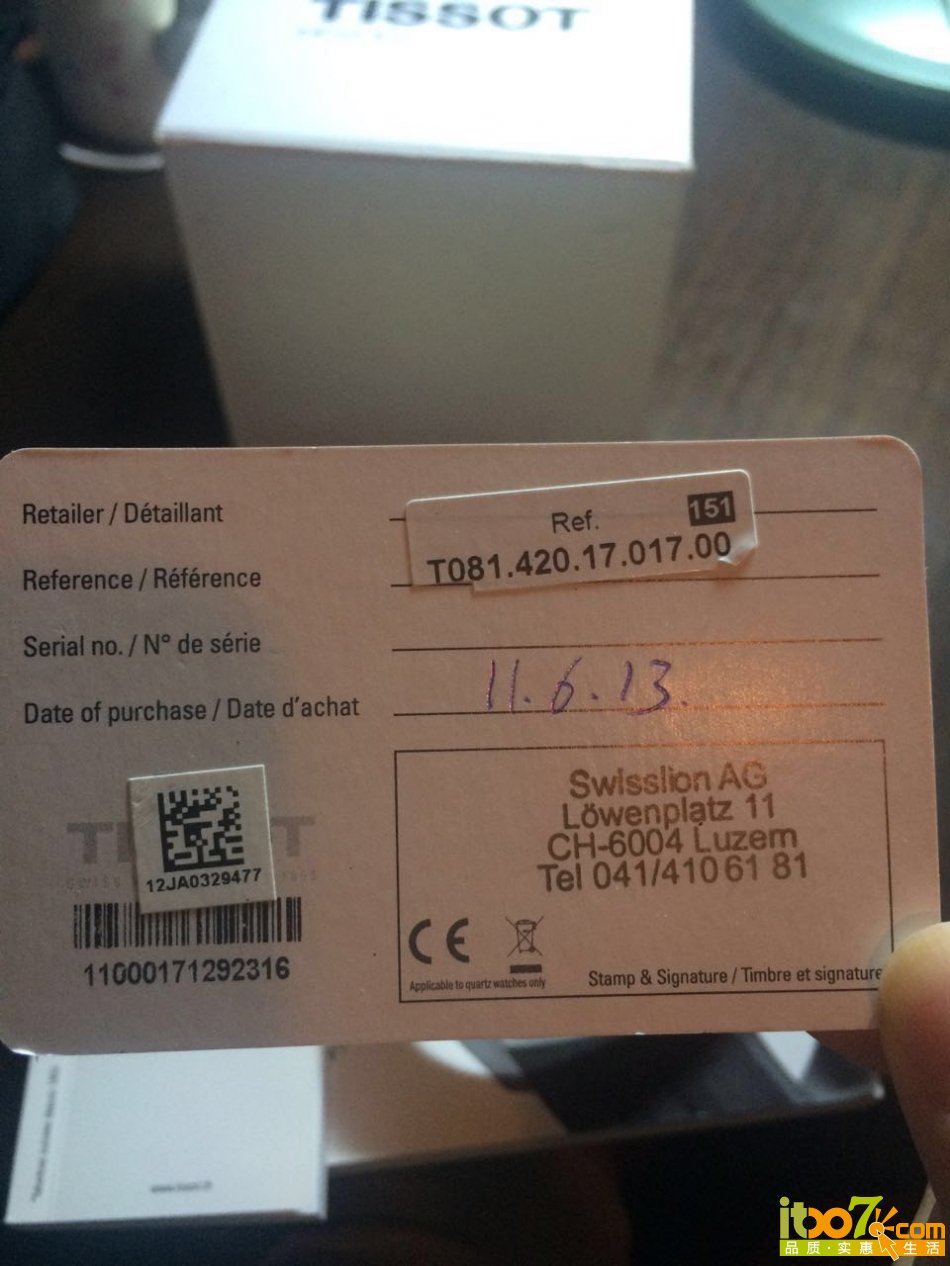 TISSOT
Retailer / Détaillant
Ref. 151
T081.420.17.017.00
Reference / Référence
Serial no. / N° de série
Date of purchase / Date d'achat
11.6.13.
Swisslion AG
Löwenplatz 11
CH-6004 Luzern
Tel 041/410 61 81
TI T
SWISS
12JA0329477
11000171292316
CE
Applicable to quartz watches only
Stamp & Signature / Timbre et signature
itbo7.com
品质·实惠 生活